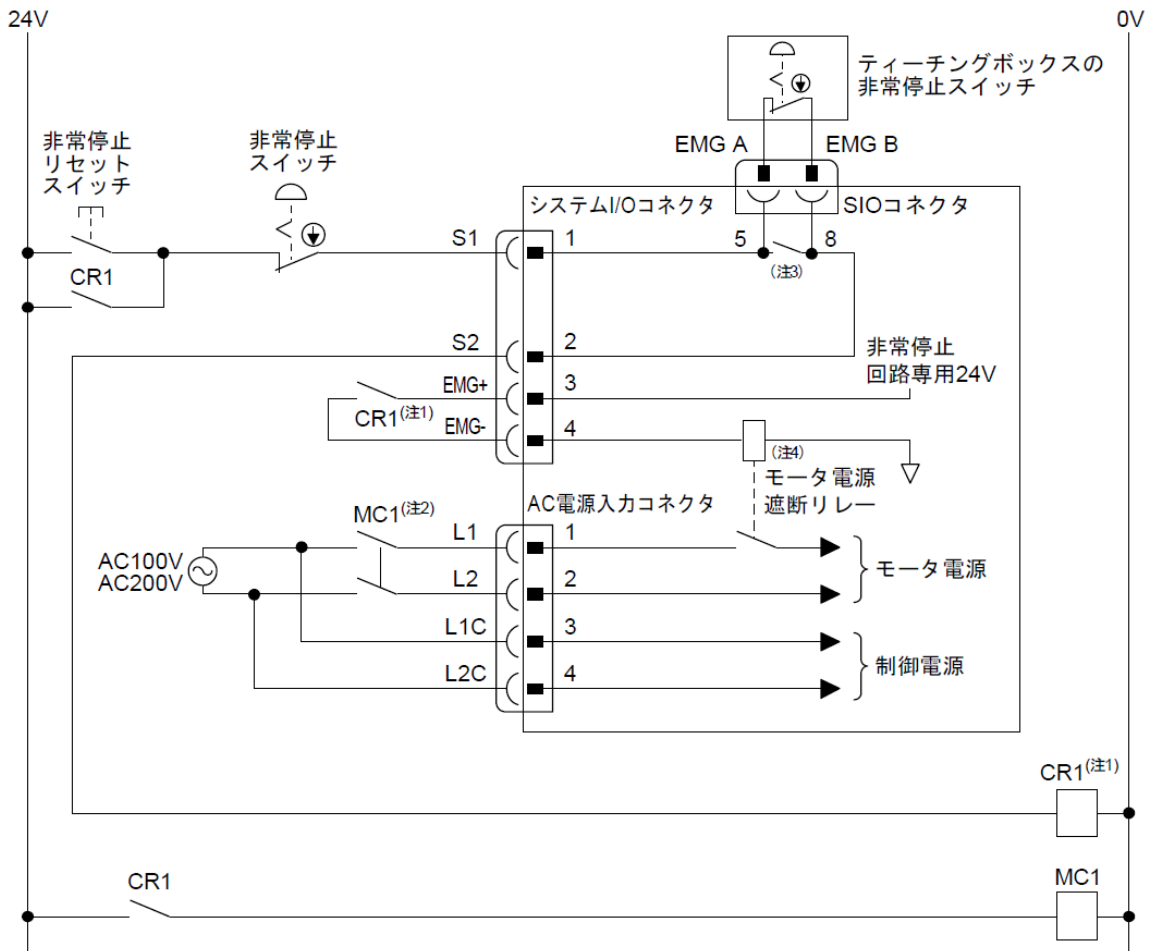 24V
0V
ティーチングボックスの
非常停止スイッチ
非常停止
リセット
スイッチ
非常停止
スイッチ
EMG A
EMG B
システムI/Oコネクタ
SIOコネクタ
S1
1
5
8
(注3)
CR1
S2
2
非常停止
回路専用24V
EMG+
3
CR1(注1)
EMG-
4
(注4)
モータ電源
遮断リレー
AC電源入力コネクタ
MC1(注2)
L1
1
AC100V
AC200V
L2
2
モータ電源
L1C
3
L2C
4
制御電源
CR1(注1)
CR1
MC1